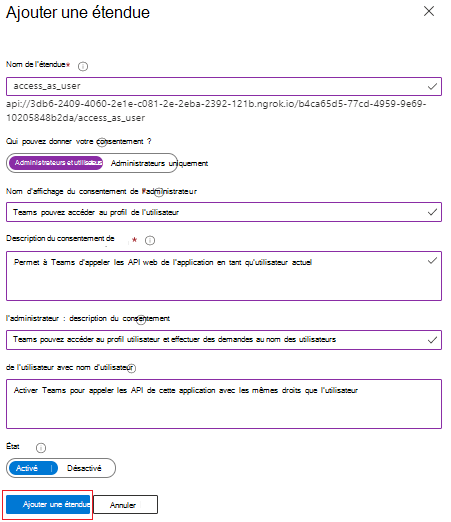 Ajouter une étendue
Nom de l'étendue*
access_as_user
api://3db6-2409-4060-2e1e-c081-2e-2eba-2392-121b.ngrok.io/b4ca65d5-77cd-4959-9e69-
10205848b2da/access_as_user
Qui pouvez donner votre consentement ?
Administrateurs et utilisateurs Administrateurs uniquement
Nom d'affichage du consentement de l'administrateur
Teams pouvez accéder au profil de l'utilisateur
Description du consentement de *
Permet à Teams d'appeler les API web de l'application en tant qu'utilisateur actuel
l'administrateur : description du consentement
Teams pouvez accéder au profil utilisateur et effectuer des demandes au nom des utilisateurs
de l'utilisateur avec nom d'utilisateur
Activer Teams pour appeler les API de cette application avec les mêmes droits que l'utilisateur
État
Activé Désactivé
Ajouter une étendue Annuler